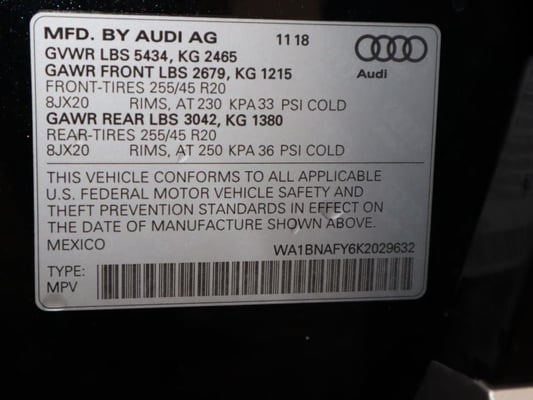 MFD. BY AUDI AG 11 18
GVWR LBS 5434, KG 2465
GAWR FRONT LBS 2679, KG 1215
Audi
FRONT-TIRES 255/45 R20
8JX20 RIMS, AT 230 KPA 33 PSI COLD
GAWR REAR LBS 3042, KG 1380
REAR-TIRES 255/45 R20
8JX20 RIMS, AT 250 KPA 36 PSI COLD
THIS VEHICLE CONFORMS TO ALL APPLICABLE
U.S. FEDERAL MOTOR VEHICLE SAFETY AND
THEFT PREVENTION STANDARDS IN EFFECT ON
THE DATE OF MANUFACTURE SHOWN ABOVE.
MEXICO WA1BNAFY6K2029632
TYPE:
MPV